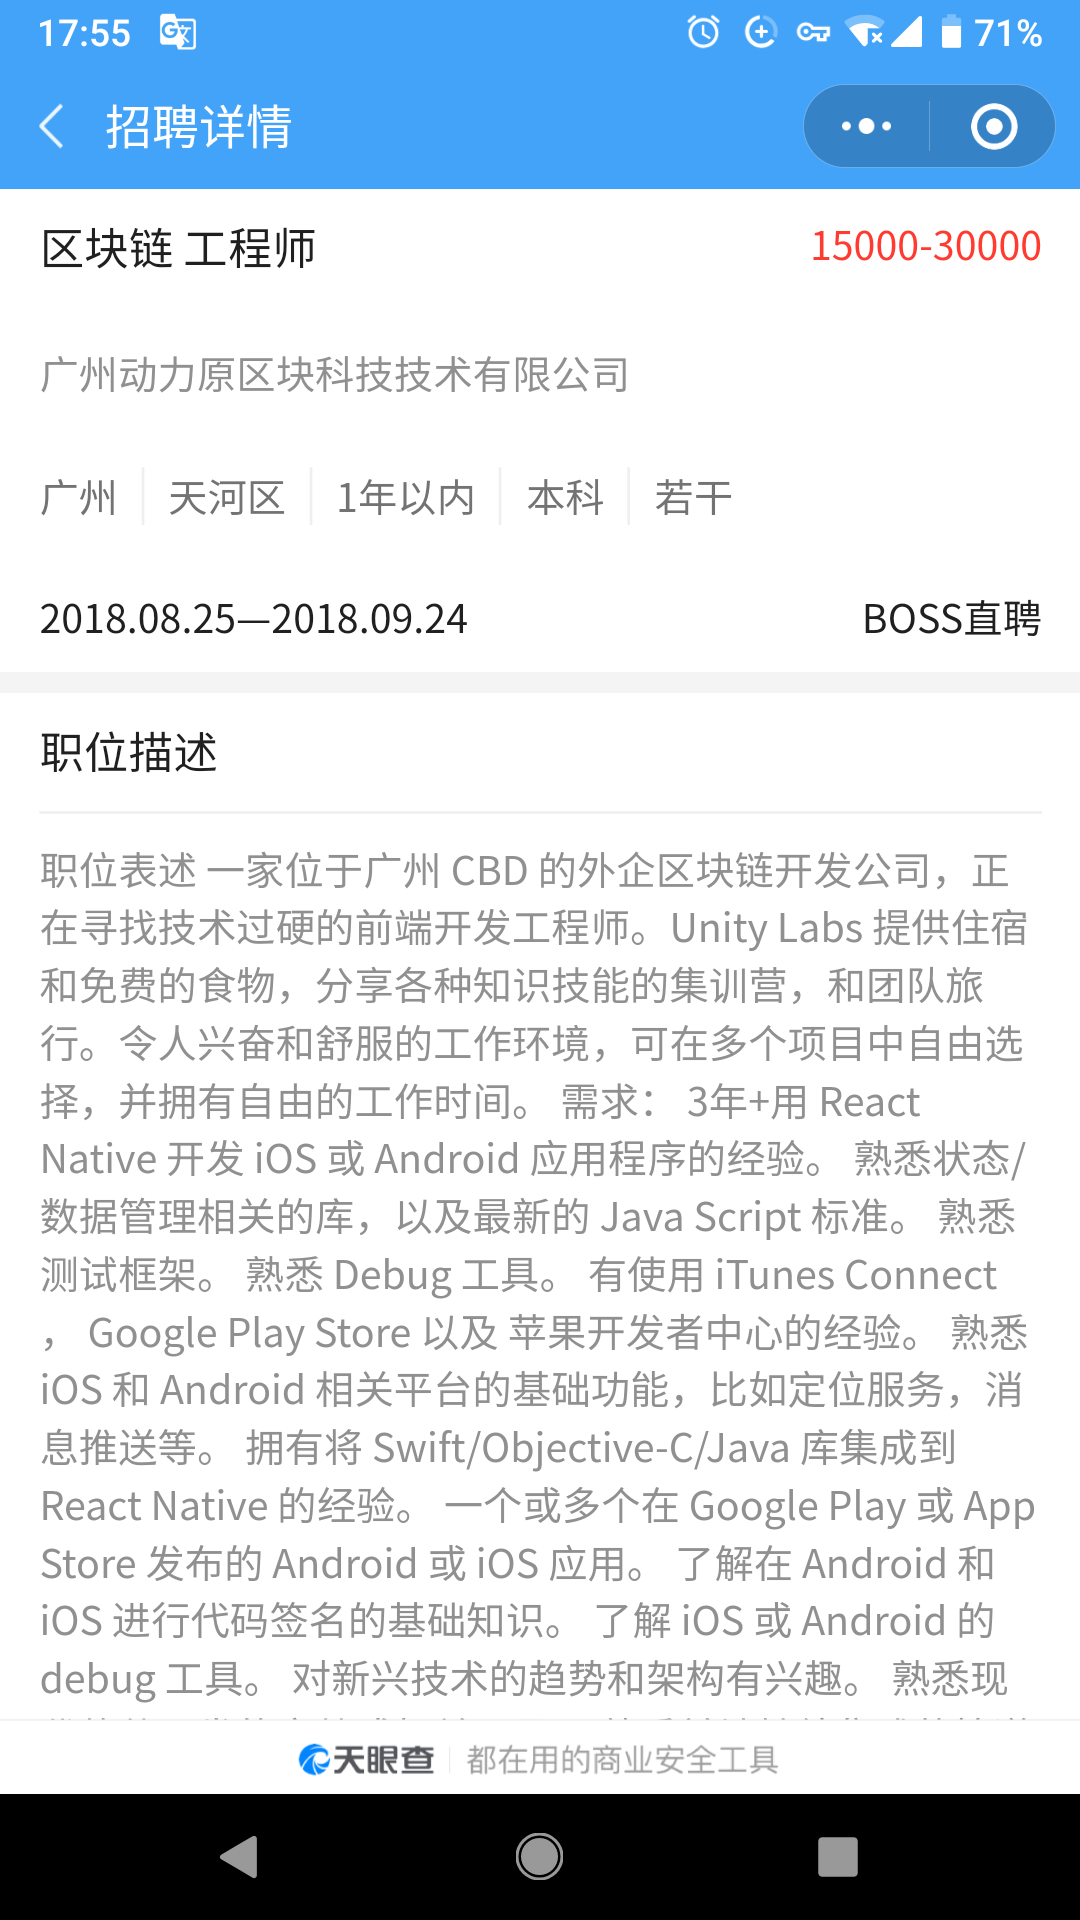 17:55
71%
招聘详情
区块链 工程师
15000-30000
广州动力原区块科技技术有限公司
广州 天河区 1年以内 本科 若干
2018.08.25—2018.09.24
BOSS直聘
职位描述
职位表述 一家位于广州 CBD 的外企区块链开发公司，正
在寻找技术过硬的前端开发工程师。Unity Labs 提供住宿
和免费的食物，分享各种知识技能的集训营，和团队旅
行。令人兴奋和舒服的工作环境，可在多个项目中自由选
择，并拥有自由的工作时间。 需求： 3年+用 React
Native 开发 iOS 或 Android 应用程序的经验。 熟悉状态/
数据管理相关的库，以及最新的 Java Script 标准。 熟悉
测试框架。 熟悉 Debug 工具。 有使用 iTunes Connect
， Google Play Store 以及 苹果开发者中心的经验。 熟悉
iOS 和 Android 相关平台的基础功能，比如定位服务，消
息推送等。 拥有将 Swift/Objective-C/Java 库集成到
React Native 的经验。 一个或多个在 Google Play 或 App
Store 发布的 Android 或 iOS 应用。 了解在 Android 和
iOS 进行代码签名的基础知识。 了解 iOS 或 Android 的
debug 工具。 对新兴技术的趋势和架构有兴趣。 熟悉现
天眼查 都在用的商业安全工具